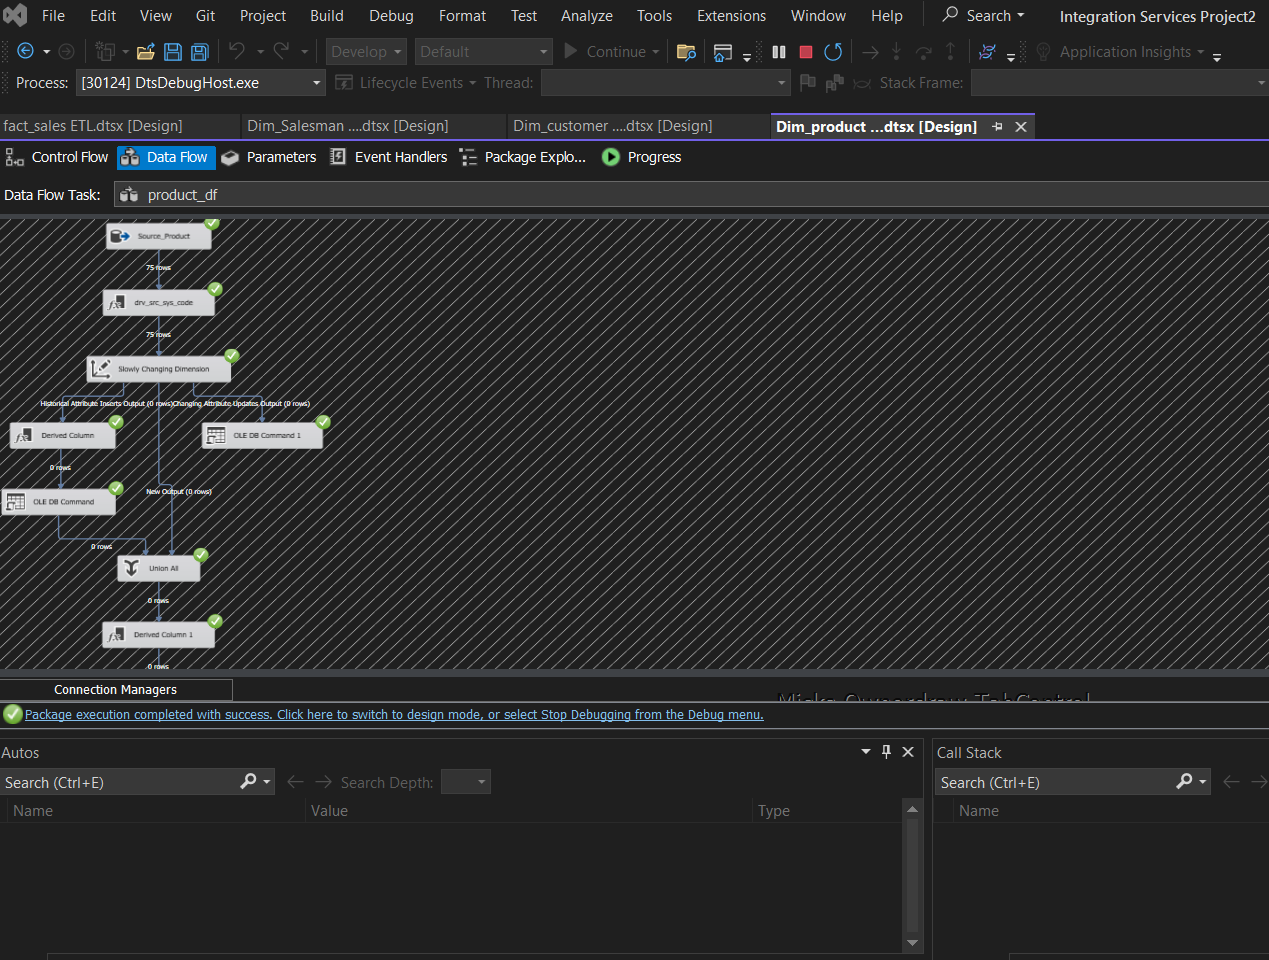 File Edit View Git Project Build Debug Format Test Analyze Tools Extensions Window Help Search Integration Services Project2
Develop Default Continue Application Insights
Process: [30124] DtsDebugHost.exe Lifecycle Events Thread: Stack Frame:
fact_sales ETL.dtsx [Design] Dim_Salesman ....dtsx [Design] Dim_customer ....dtsx [Design] Dim_product ...dtsx [Design]
Control Flow Data Flow Parameters Event Handlers Package Explo... Progress
Data Flow Task: product_df
Source_Product
75 rows
drv_src_sys_code
75 rows
Slowly Changing Dimension
Historical Attribute Inserts Output (0 rows) Changing Attribute Updates Output (0 rows)
Derived Column OLE DB Command 1
0 rows
New Output (0 rows)
OLE DB Command
0 rows
Union All
0 rows
Derived Column 1
0 rows
Connection Managers
Package execution completed with success. Click here to switch to design mode, or select Stop Debugging from the Debug menu.
Autos Call Stack
Search (Ctrl+E) Search Depth: Search (Ctrl+E)
Name Value Type Name